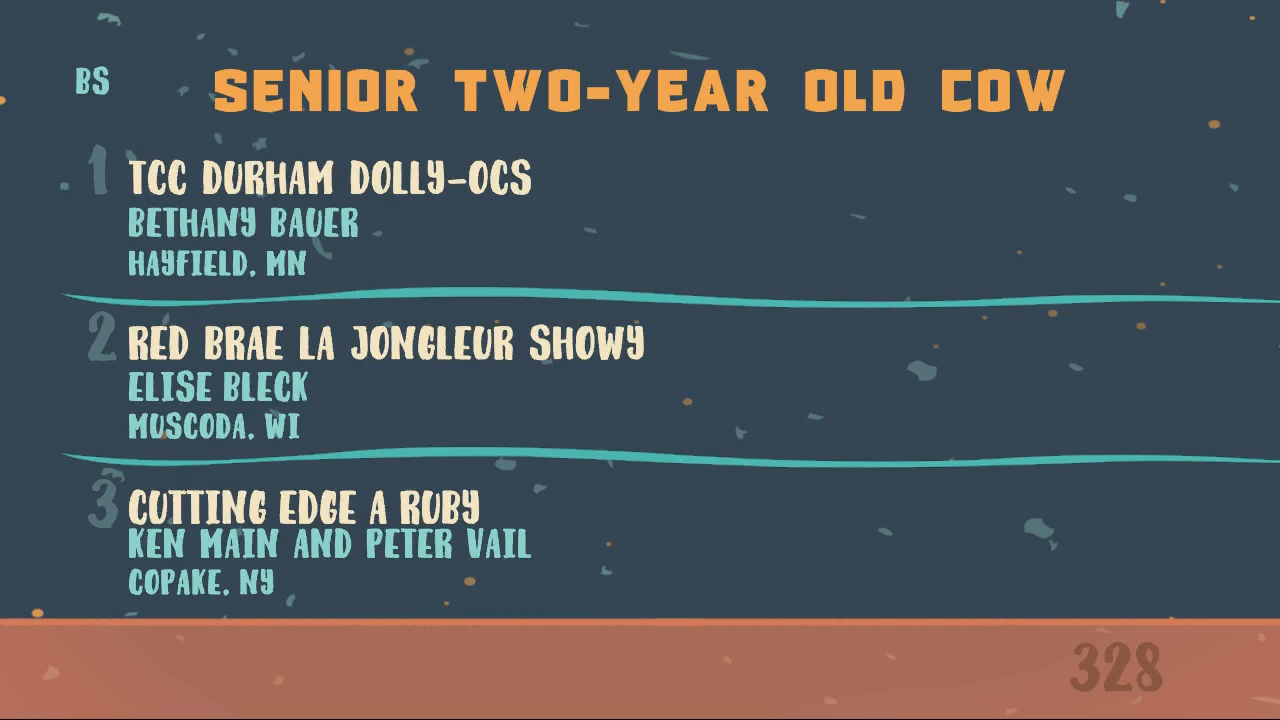 BS
SENIOR TWO-YEAR OLD COW
1 TCC DURHAM DOLLY-OCS
BETHANY BAUER
HAYFIELD, MN
2 RED BRAE LA JONGLEUR SHOWY
ELISE BLECK
MUSCODA, WI
3 CUTTING EDGE A RUBY
KEN MAIN AND PETER VAIL
COPAKE, NY
328